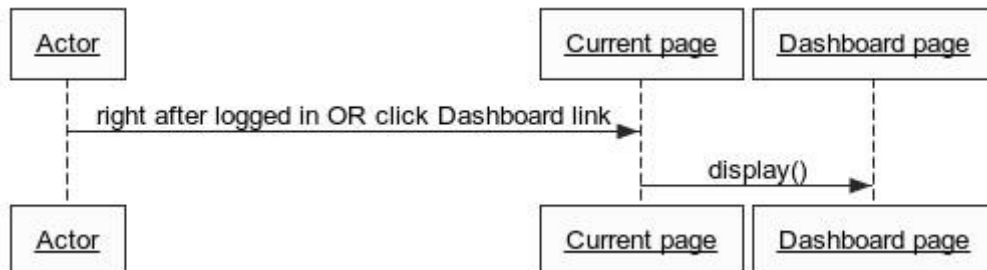 Actor
Current page
Dashboard page
right after logged in OR click Dashboard link
display()
Actor
Current page
Dashboard page